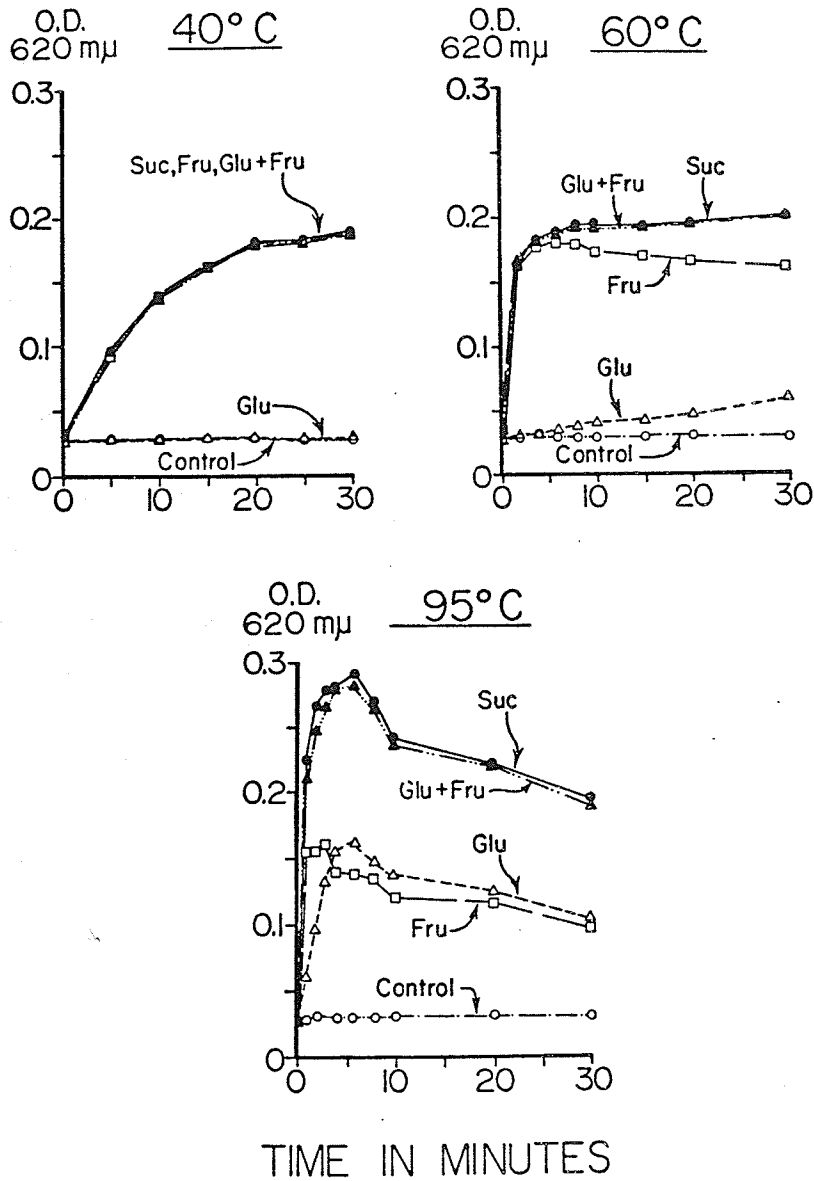 O.D.
620 mμ
40° C
0.3
0.2
0.1
0
Suc,Fru,Glu+Fru
Glu
Control
0 10 20 30
O.D.
620 mμ
60° C
0.3
0.2
0.1
0
Glu+Fru
Suc
Fru
Glu
Control
0 10 20 30
O.D.
620 mμ
95° C
0.3
0.2
0.1
0
Suc
Glu+Fru
Glu
Fru
Control
0 10 20 30
TIME IN MINUTES